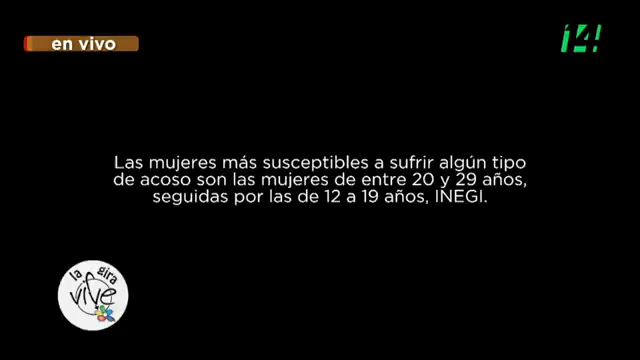 en vivo
14!
Las mujeres más susceptibles a sufrir algún tipo
de acoso son las mujeres de entre 20 y 29 años,
seguidas por las de 12 a 19 años, INEGI.
la gira
vive